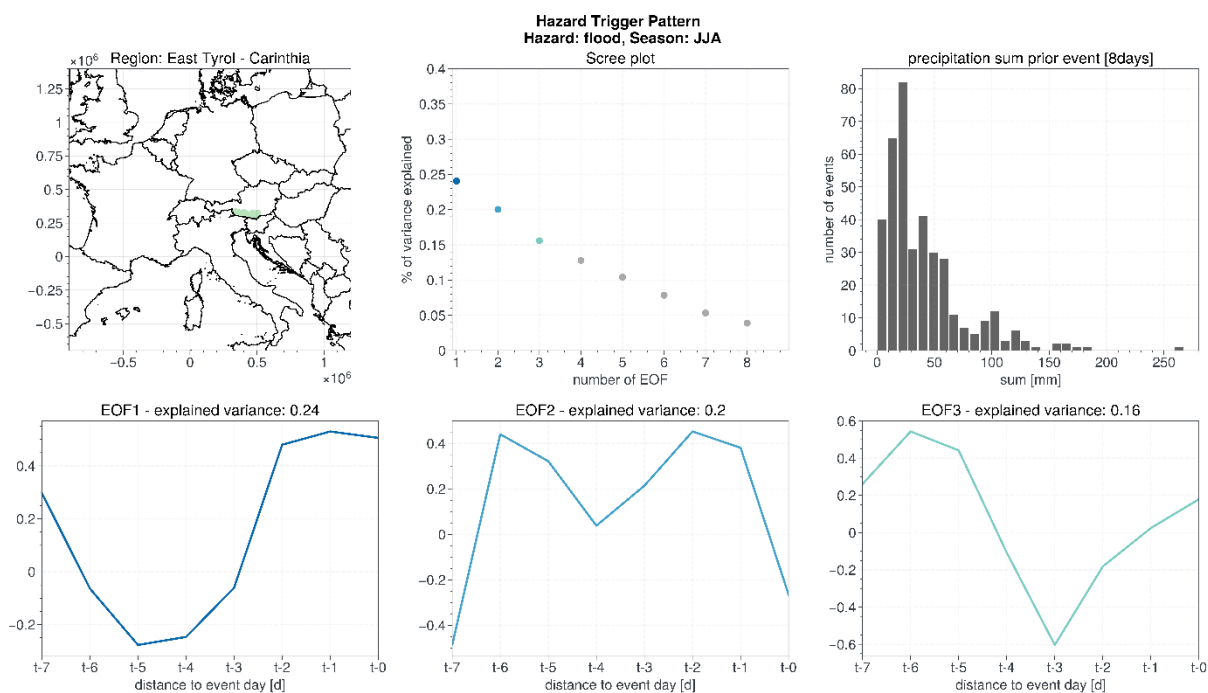 Hazard Trigger Pattern
Hazard: flood, Season: JJA
×10⁶
Region: East Tyrol - Carinthia
1.25
1
0.75
0.5
0.25
0
−0.25
−0.5
−0.5
0
0.5
1
×10⁶
Scree plot
% of variance explained
0.4
0.35
0.3
0.25
0.2
0.15
0.1
0.05
0
1
2
3
4
5
6
7
8
number of EOF
precipitation sum prior event [8days]
number of events
80
70
60
50
40
30
20
10
0
0
50
100
150
200
250
sum [mm]
EOF1 - explained variance: 0.24
0.4
0.2
0
−0.2
t-7
t-6
t-5
t-4
t-3
t-2
t-1
t-0
distance to event day [d]
EOF2 - explained variance: 0.2
0.4
0.2
0
−0.2
−0.4
t-7
t-6
t-5
t-4
t-3
t-2
t-1
t-0
distance to event day [d]
EOF3 - explained variance: 0.16
0.6
0.4
0.2
0
−0.2
−0.4
−0.6
t-7
t-6
t-5
t-4
t-3
t-2
t-1
t-0
distance to event day [d]